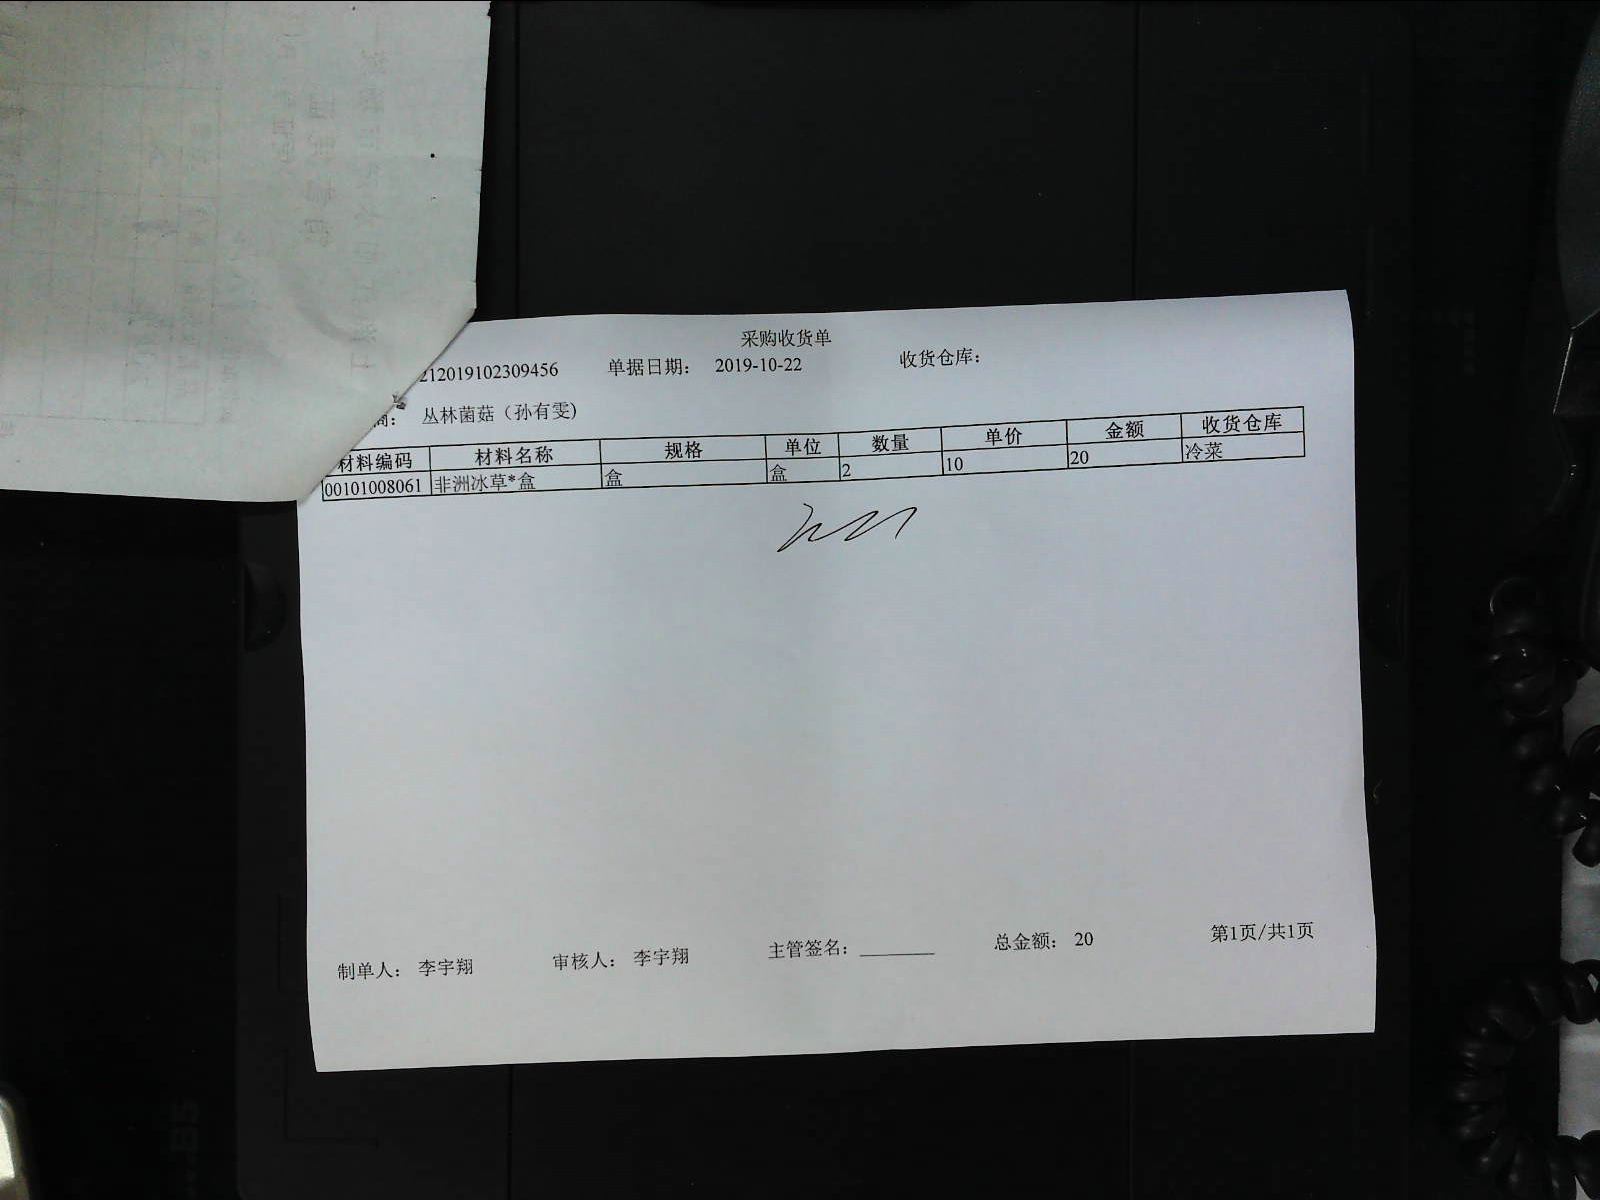 采购收货单
212019102309456 单据日期： 2019-10-22 收货仓库：
商： 丛林菌菇（孙有雯)
材料编码 材料名称 规格 单位 数量 单价 金额 收货仓库
00101008061 非洲冰草*盒 盒 盒 2 10 20 冷菜
制单人： 李宇翔 审核人： 李宇翔 主管签名：________ 总金额： 20 第1页/共1页